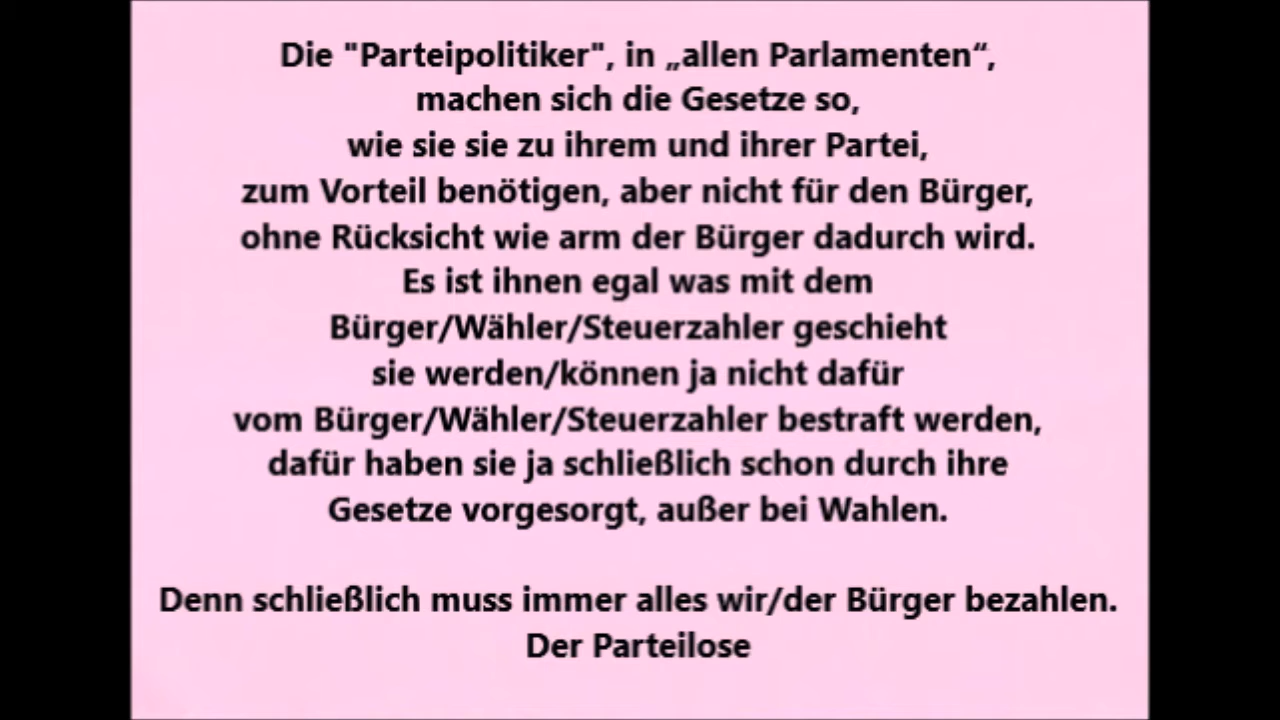 Die "Parteipolitiker", in „allen Parlamenten“,
machen sich die Gesetze so,
wie sie sie zu ihrem und ihrer Partei,
zum Vorteil benötigen, aber nicht für den Bürger,
ohne Rücksicht wie arm der Bürger dadurch wird.
Es ist ihnen egal was mit dem
Bürger/Wähler/Steuerzahler geschieht
sie werden/können ja nicht dafür
vom Bürger/Wähler/Steuerzahler bestraft werden,
dafür haben sie ja schließlich schon durch ihre
Gesetze vorgesorgt, außer bei Wahlen.
Denn schließlich muss immer alles wir/der Bürger bezahlen.
Der Parteilose